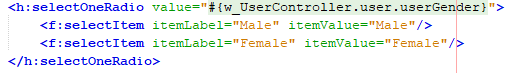 <h:selectOneRadio value="#{w_UserController.user.userGender}">
    <f:selectItem itemLabel="Male" itemValue="Male"/>
    <f:selectItem itemLabel="Female" itemValue="Female"/>
</h:selectOneRadio>